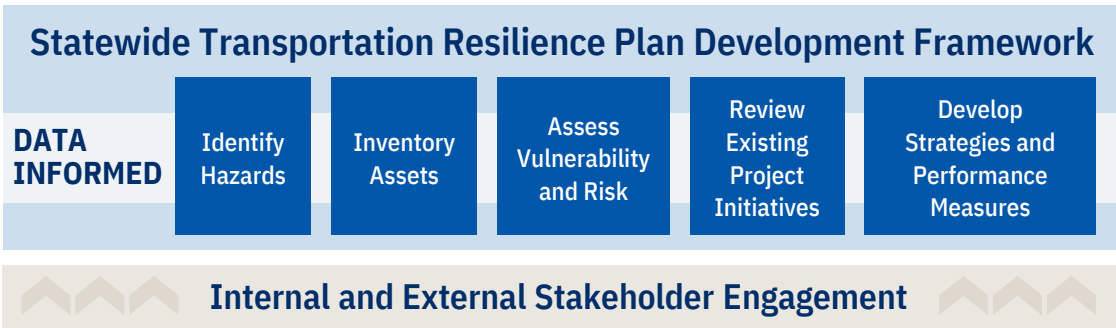 Statewide Transportation Resilience Plan Development Framework
DATA
INFORMED
Identify
Hazards
Inventory
Assets
Assess
Vulnerability
and Risk
Review
Existing
Project
Initiatives
Develop
Strategies and
Performance
Measures
Internal and External Stakeholder Engagement